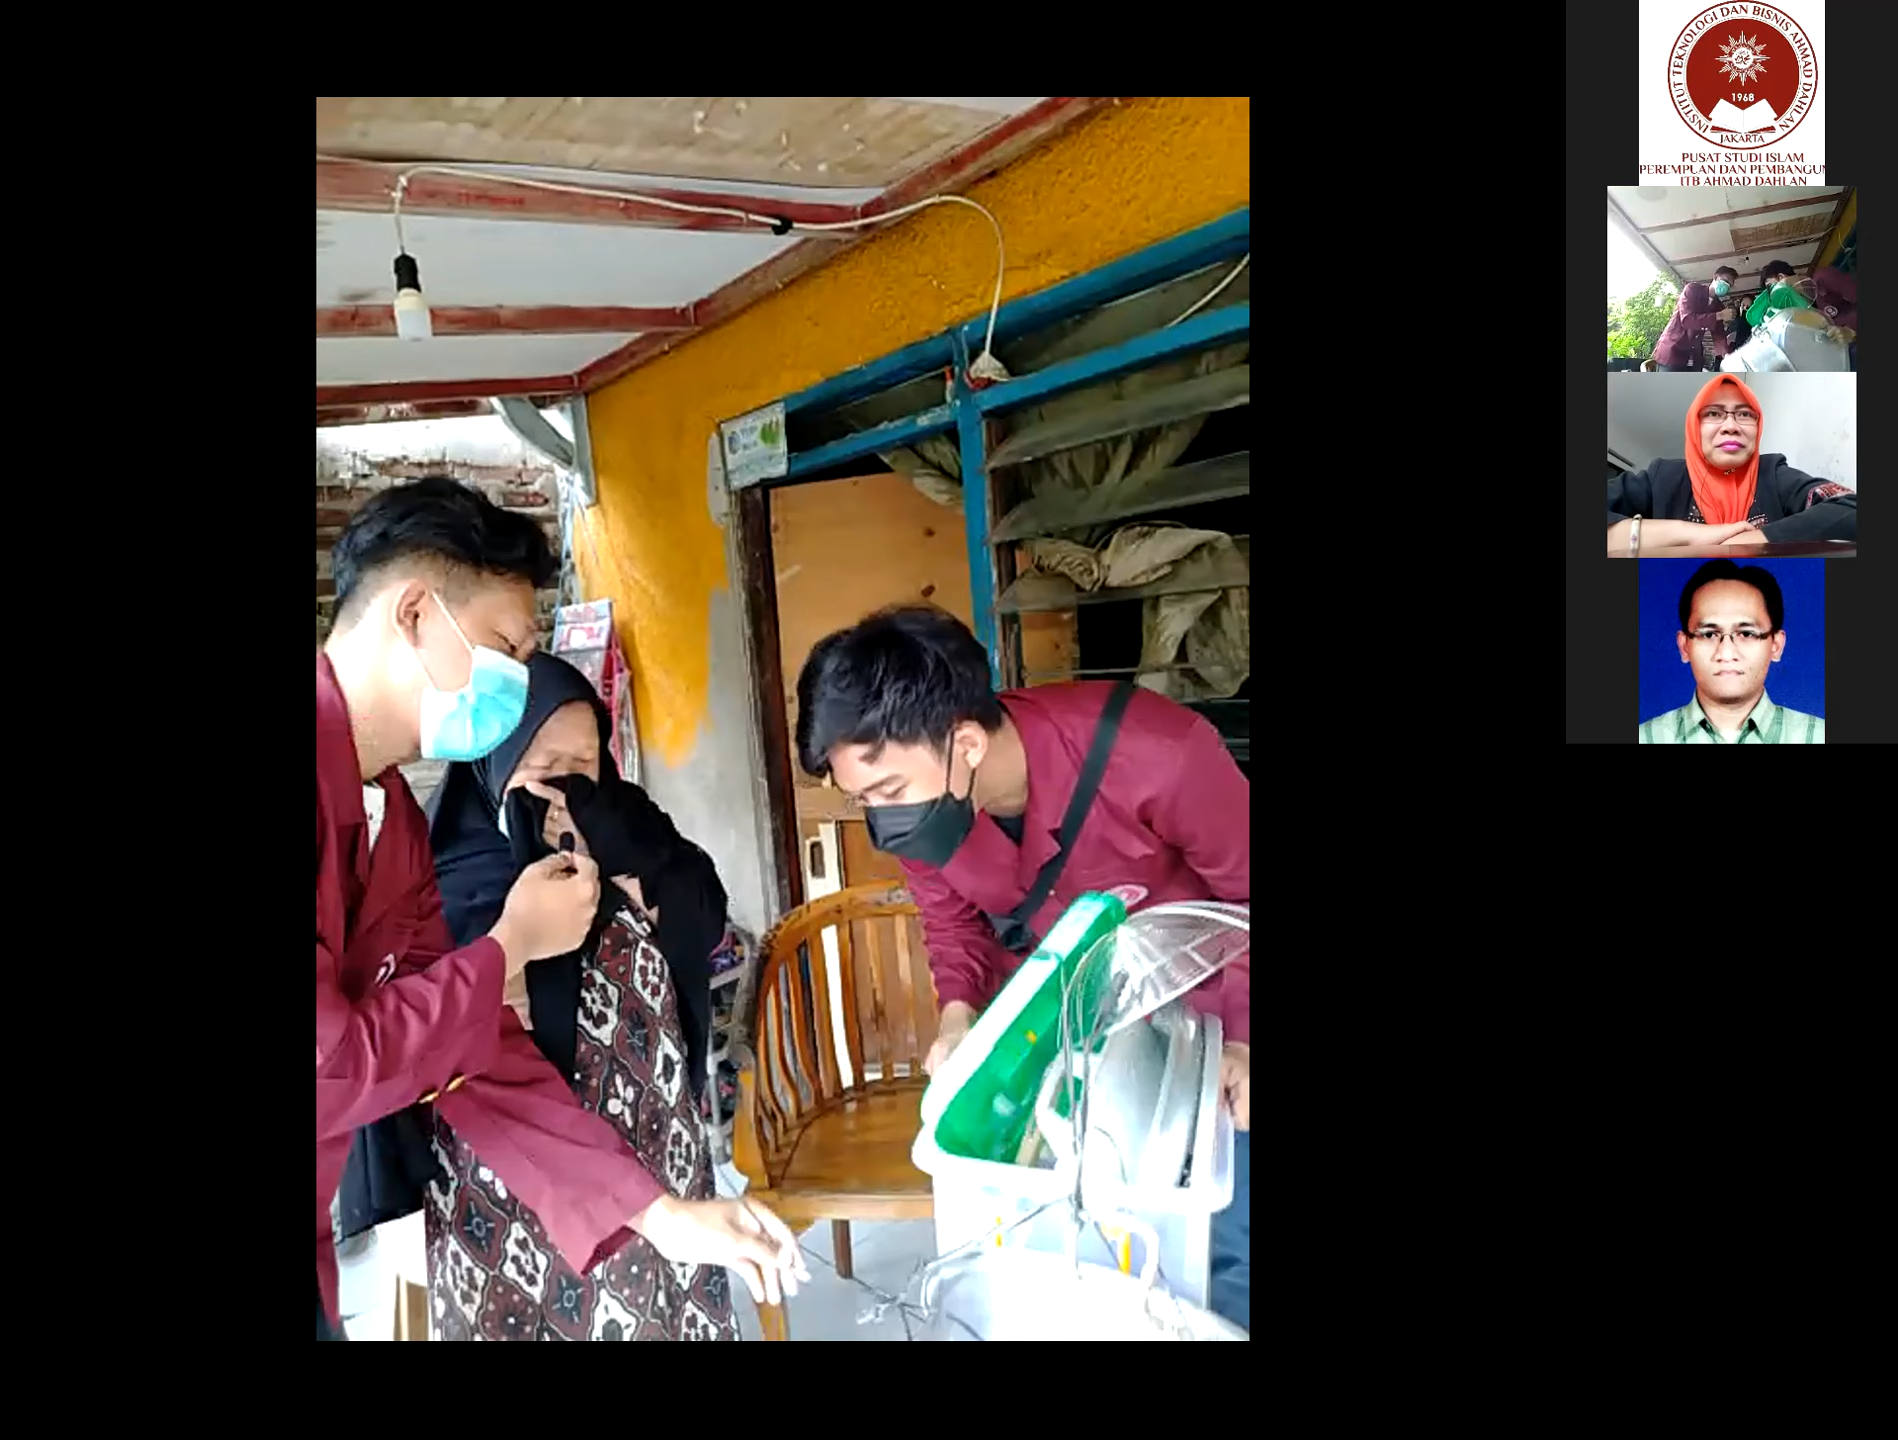 INSTITUT TEKNOLOGI DAN BISNIS AHMAD DAHLAN
1968
JAKARTA
PUSAT STUDI ISLAM
PEREMPUAN DAN PEMBANGUN
ITB AHMAD DAHLAN